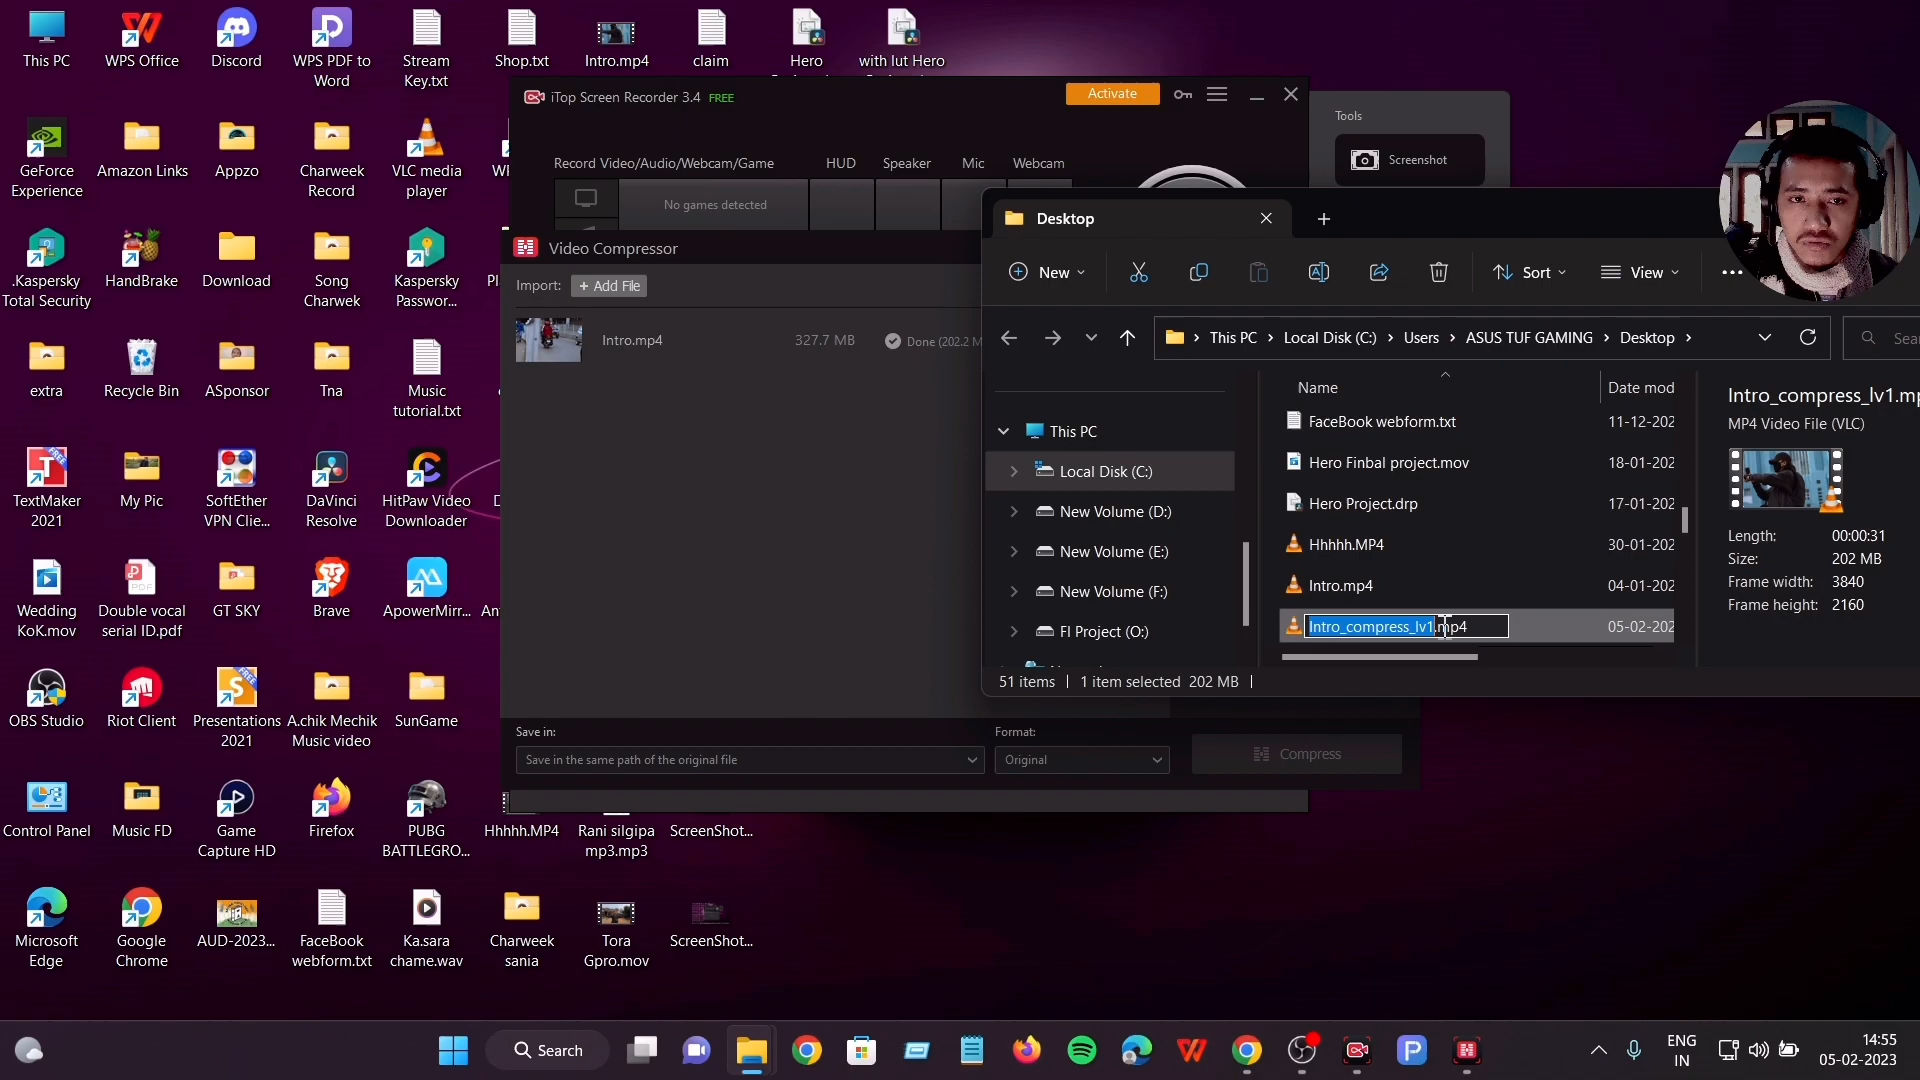 This PC
WPS Office
Discord
WPS PDF to
Word
Stream
Key.txt
Shop.txt
Intro.mp4
claim
Hero
with lut Hero
GeForce
Experience
Amazon Links
Appzo
Charweek
Record
VLC media
player
.Kaspersky
Total Security
HandBrake
Download
Song
Charwek
Kaspersky
Passwor...
extra
Recycle Bin
ASponsor
Tna
Music
tutorial.txt
TextMaker
2021
My Pic
SoftEther
VPN Clie...
DaVinci
Resolve
HitPaw Video
Downloader
Wedding
KoK.mov
Double vocal
serial ID.pdf
GT SKY
Brave
ApowerMirr...
OBS Studio
Riot Client
Presentations
2021
A.chik Mechik
Music video
SunGame
Control Panel
Music FD
Game
Capture HD
Firefox
PUBG
BATTLEGRO...
Hhhhh.MP4
Rani silgipa
mp3.mp3
ScreenShot...
Microsoft
Edge
Google
Chrome
AUD-2023...
FaceBook
webform.txt
Ka.sara
chame.wav
Charweek
sania
Tora
Gpro.mov
ScreenShot...
iTop Screen Recorder 3.4 FREE
Activate
Record Video/Audio/Webcam/Game
HUD
Speaker
Mic
Webcam
No games detected
Tools
Screenshot
Video Compressor
Import:
+ Add File
Intro.mp4
327.7 MB
Done (202.2 M
Save in:
Save in the same path of the original file
Format:
Original
Compress
Desktop
New
Sort
View
This PC
Local Disk (C:)
Users
ASUS TUF GAMING
Desktop
This PC
Local Disk (C:)
New Volume (D:)
New Volume (E:)
New Volume (F:)
FI Project (O:)
Name
Date mod
FaceBook webform.txt
11-12-202
Hero Finbal project.mov
18-01-202
Hero Project.drp
17-01-202
Hhhhh.MP4
30-01-202
Intro.mp4
04-01-202
Intro_compress_lv1.mp4
05-02-202
Intro_compress_lv1.mp
MP4 Video File (VLC)
Length: 00:00:31
Size: 202 MB
Frame width: 3840
Frame height: 2160
51 items
1 item selected 202 MB
Search
ENG
IN
14:55
05-02-2023